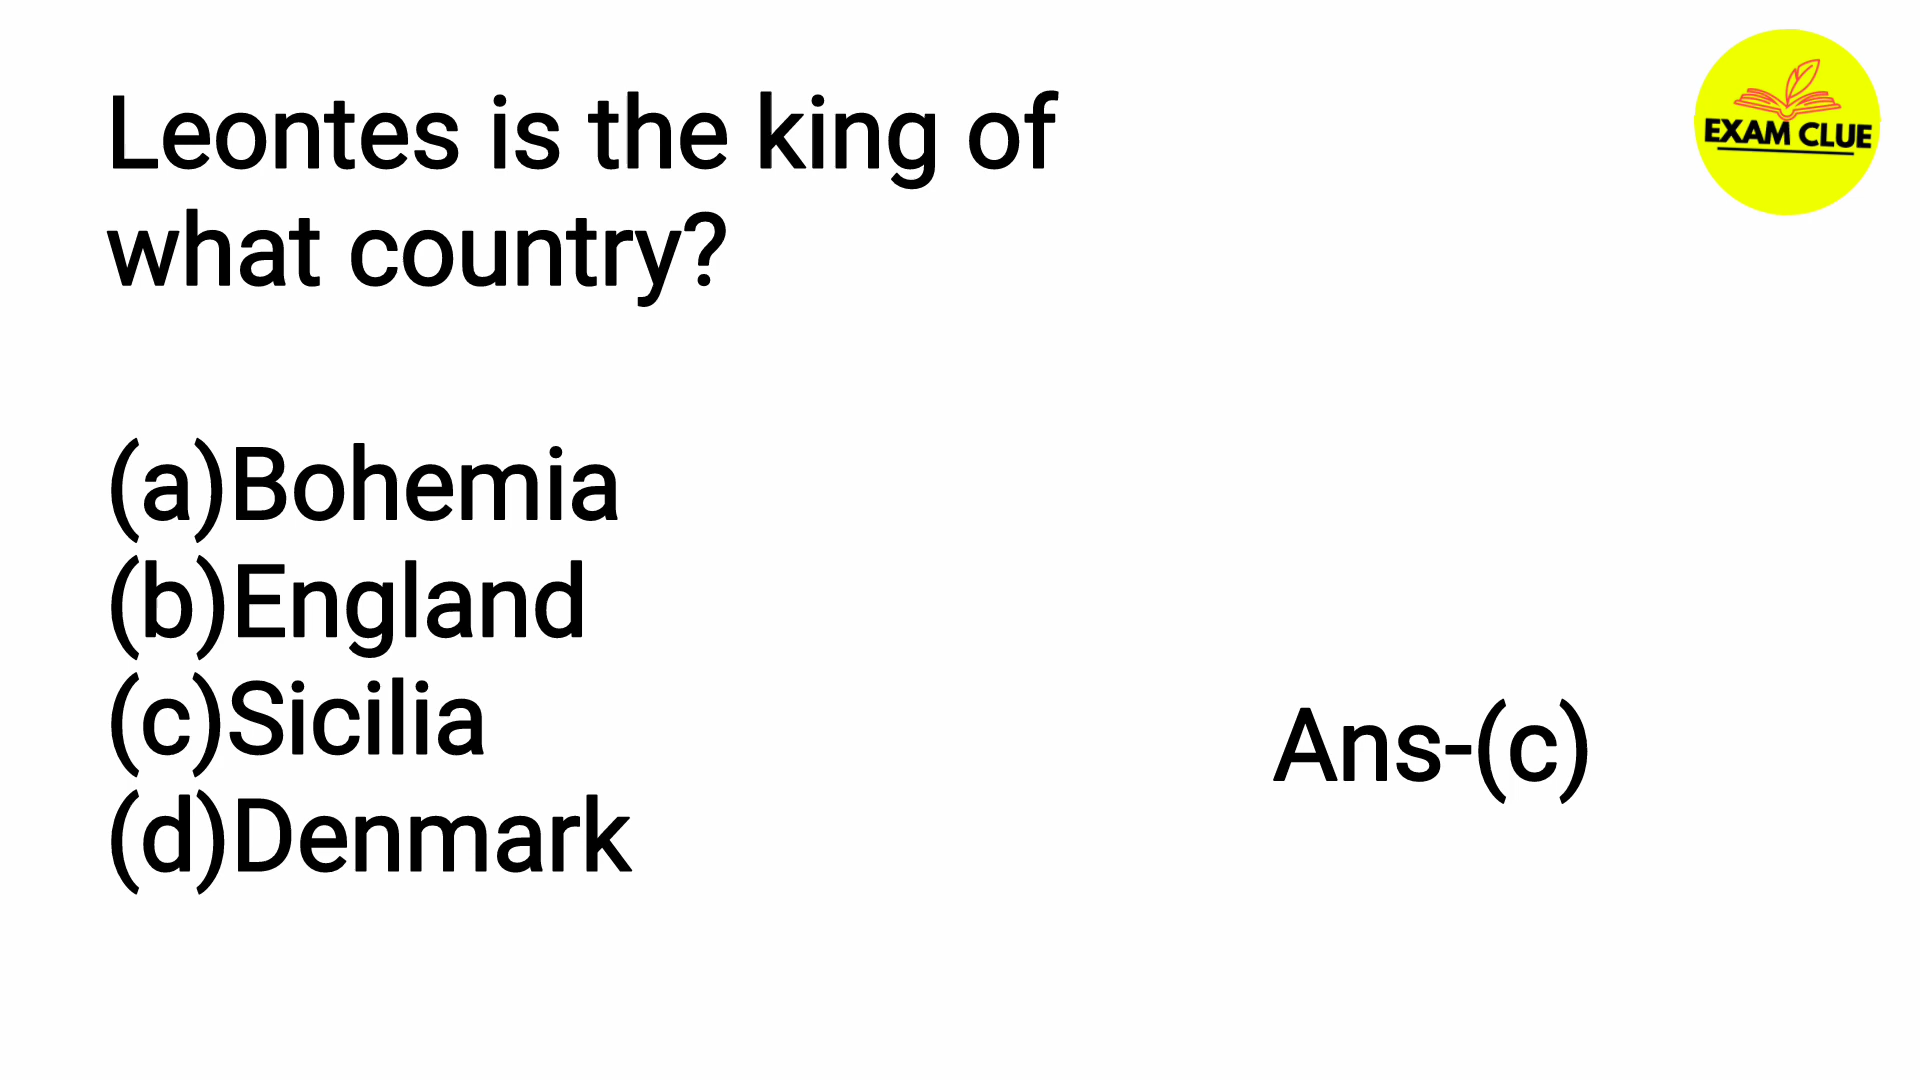 Leontes is the king of
what country?
EXAM CLUE
(a)Bohemia
(b)England
(c)Sicilia
(d)Denmark
Ans-(c)